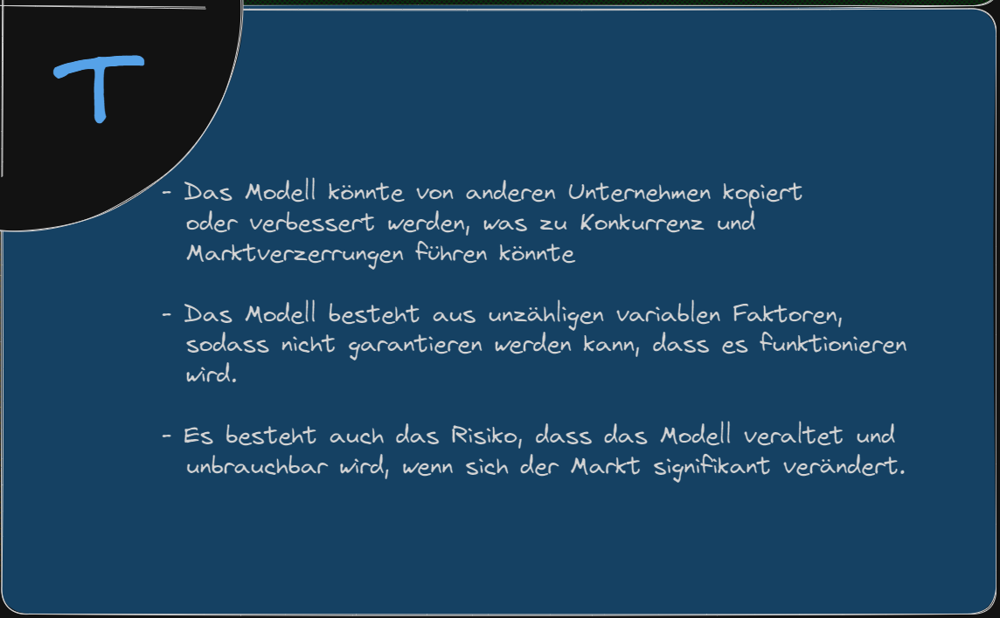 T
- Das Modell könnte von anderen Unternehmen kopiert
oder verbessert werden, was zu Konkurrenz und
Marktverzerrungen führen könnte
- Das Modell besteht aus unzähligen variablen Faktoren,
sodass nicht garantieren werden kann, dass es funktionieren
wird.
- Es besteht auch das Risiko, dass das Modell veraltet und
unbrauchbar wird, wenn sich der Markt signifikant verändert.